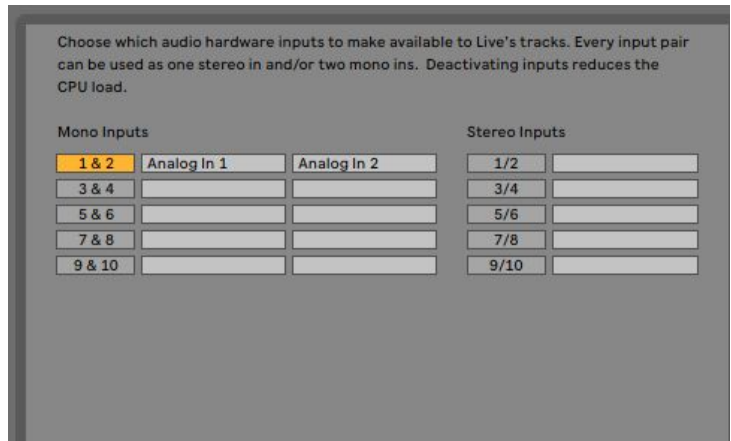 Choose which audio hardware inputs to make available to Live's tracks. Every input pair
can be used as one stereo in and/or two mono ins.  Deactivating inputs reduces the
CPU load.
Mono Inputs
Stereo Inputs
1 & 2 Analog In 1 Analog In 2 1/2
3 & 4 3/4
5 & 6 5/6
7 & 8 7/8
9 & 10 9/10